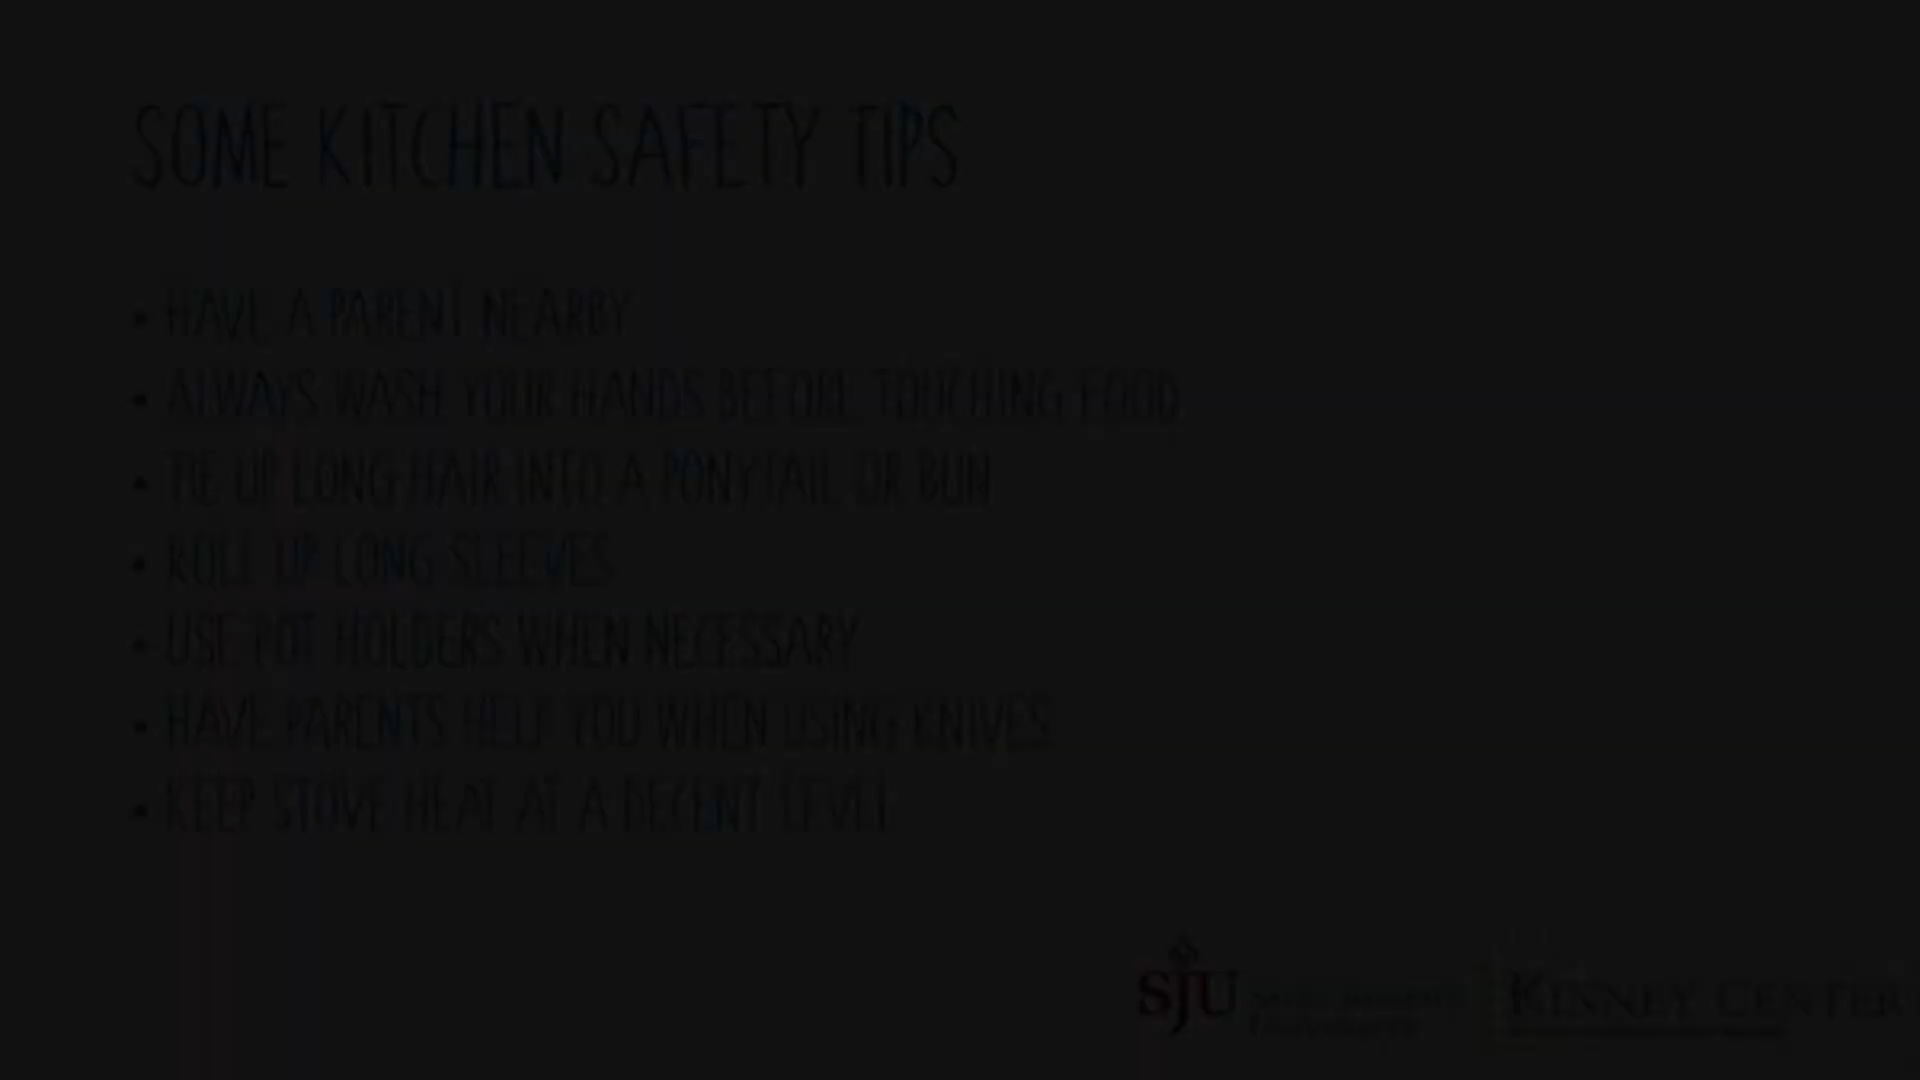 SOME KITCHEN SAFETY TIPS
• HAVE A PARENT NEARBY
• ALWAYS WASH YOUR HANDS BEFORE TOUCHING FOOD
• TIE UP LONG HAIR INTO A PONYTAIL OR BUN
• ROLL UP LONG SLEEVES
• USE POT HOLDERS WHEN NECESSARY
• HAVE PARENTS HELP YOU WHEN USING KNIVES
• KEEP STOVE HEAT AT A DECENT LEVEL
SJU
CENTER